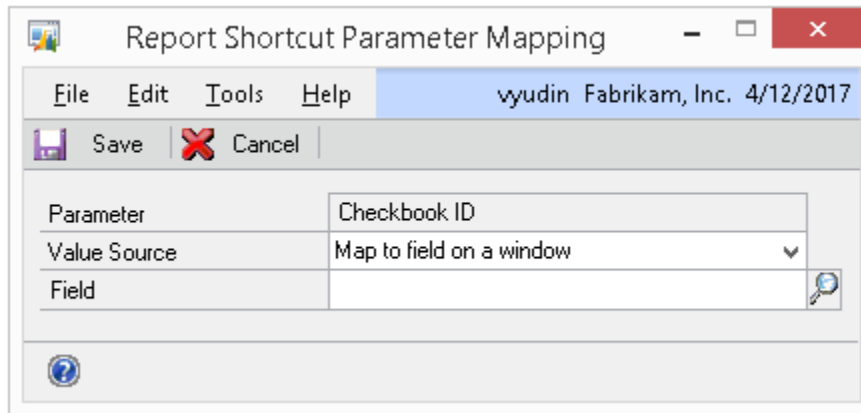 Report Shortcut Parameter Mapping
File Edit Tools Help vyudin Fabrikam, Inc. 4/12/2017
Save Cancel
Parameter Checkbook ID
Value Source Map to field on a window
Field